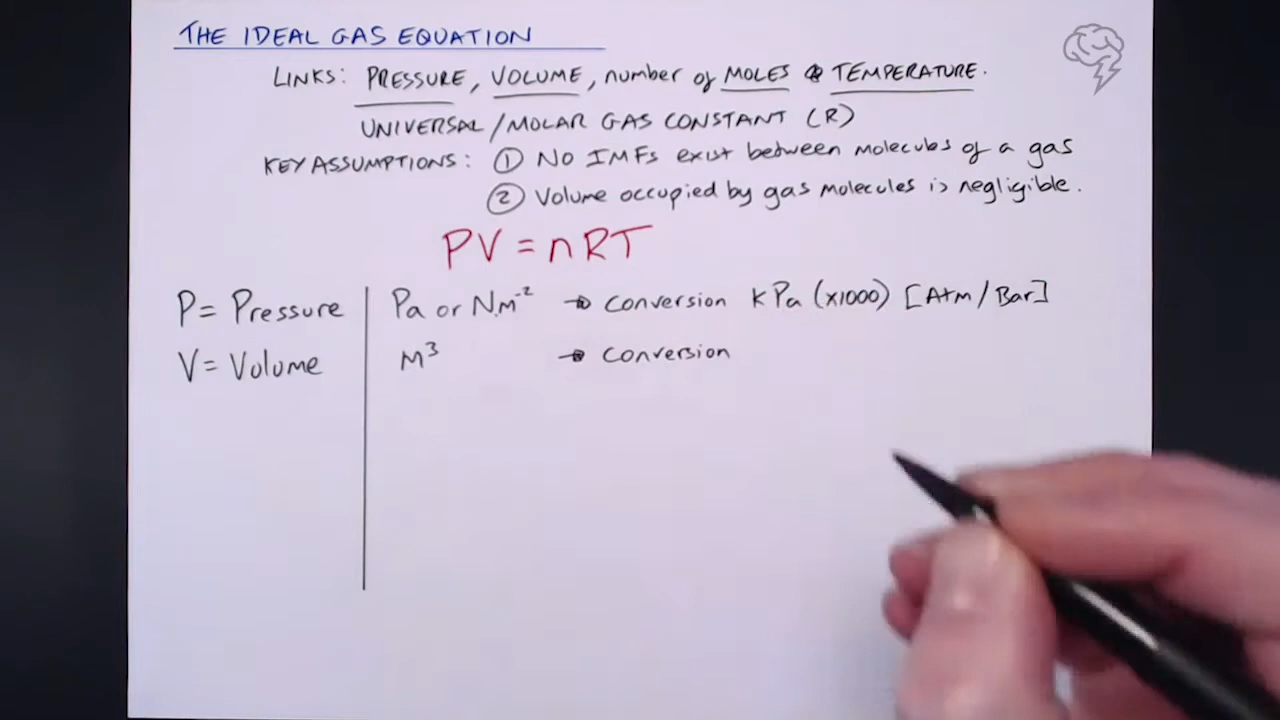 THE IDEAL GAS EQUATION
LINKS: PRESSURE, VOLUME, number of MOLES & TEMPERATURE.
UNIVERSAL/MOLAR GAS CONSTANT (R)
KEY ASSUMPTIONS: ① NO IMFs exist between molecules of a gas
② Volume occupied by gas molecules is negligible.
PV = nRT
P = Pressure Pa or N.m⁻² → Conversion kPa (x1000) [Atm/Bar]
V = Volume M³ → Conversion